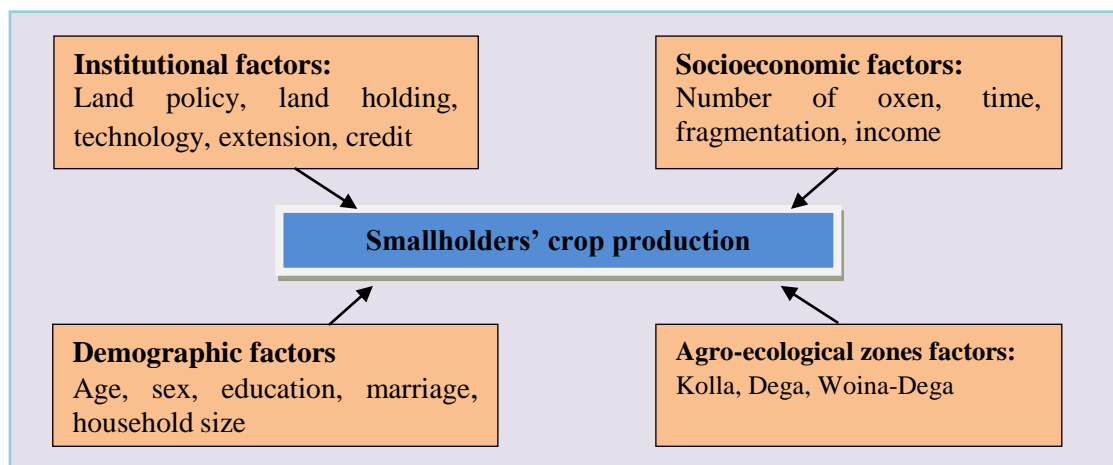 Institutional factors:
Land policy, land holding,
technology, extension, credit
Socioeconomic factors:
Number of oxen, time,
fragmentation, income
Smallholders’ crop production
Demographic factors
Age, sex, education, marriage,
household size
Agro-ecological zones factors:
Kolla, Dega, Woina-Dega